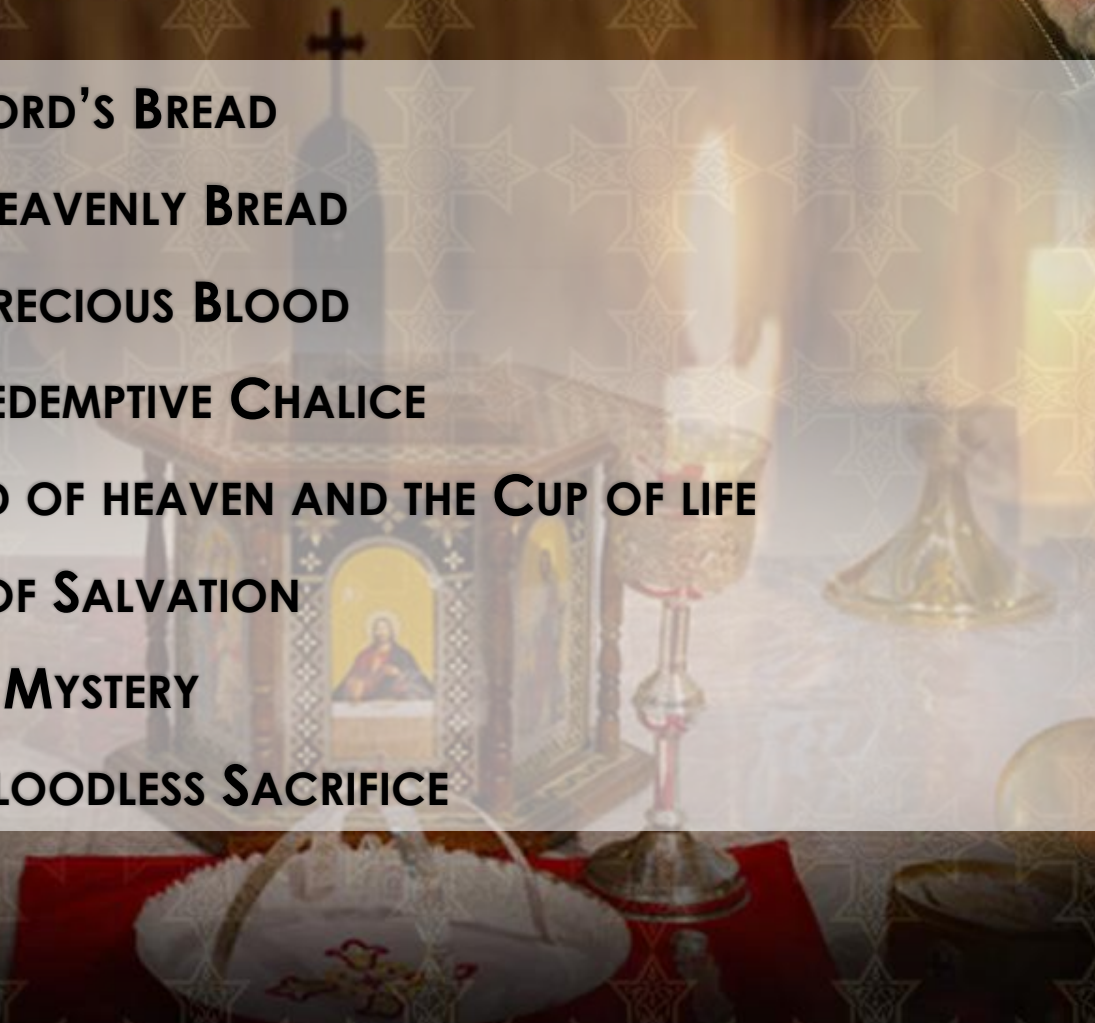 ORD'S BREAD
EAVENLY BREAD
RECIOUS BLOOD
EDEMPTIVE CHALICE
D OF HEAVEN AND THE CUP OF LIFE
OF SALVATION
MYSTERY
LOODLESS SACRIFICE